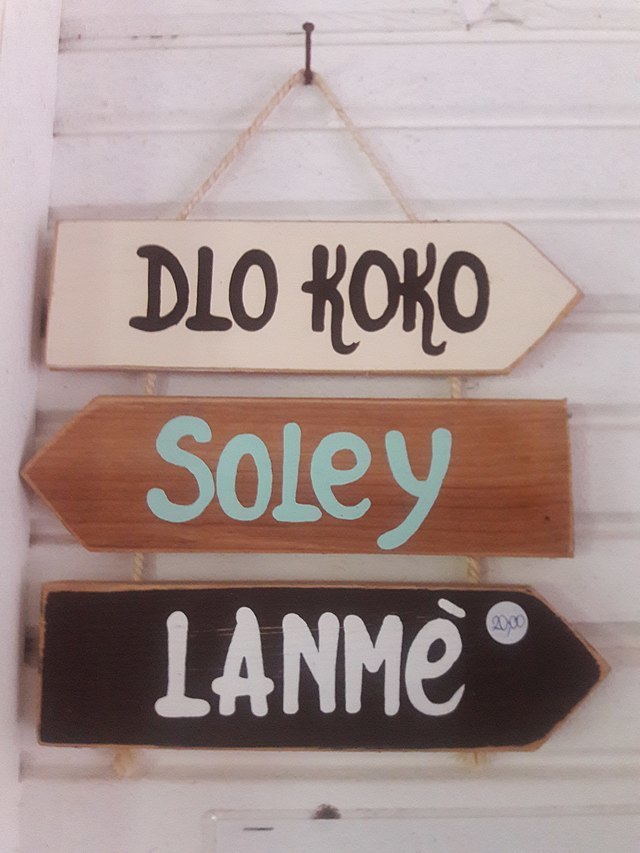 DLO KOKO
SoLey
LANMè
20,00